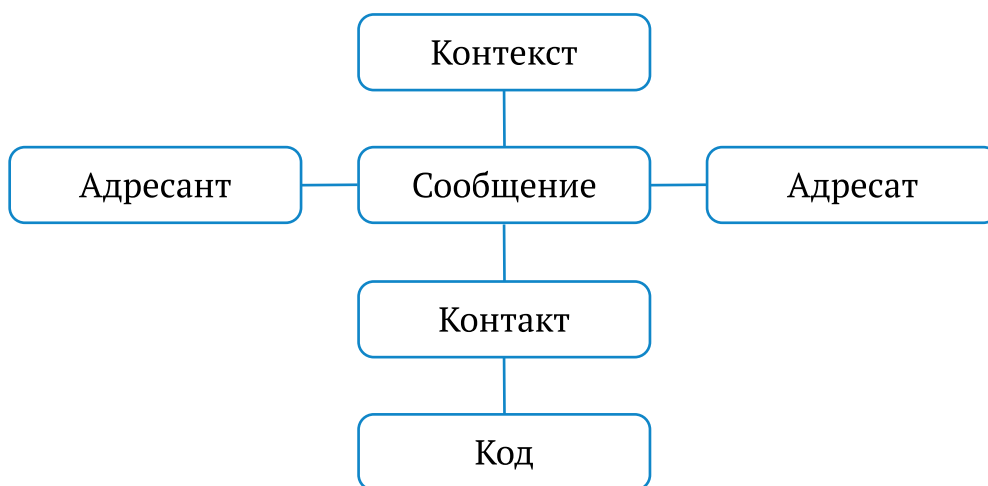 Контекст
Адресант
Сообщение
Адресат
Контакт
Код